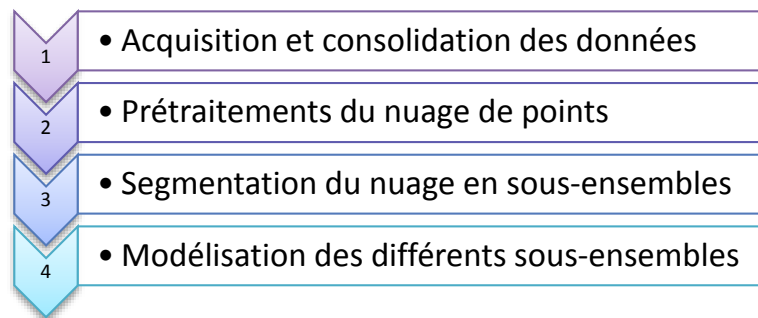 1 • Acquisition et consolidation des données
2 • Prétraitements du nuage de points
3 • Segmentation du nuage en sous-ensembles
4 • Modélisation des différents sous-ensembles